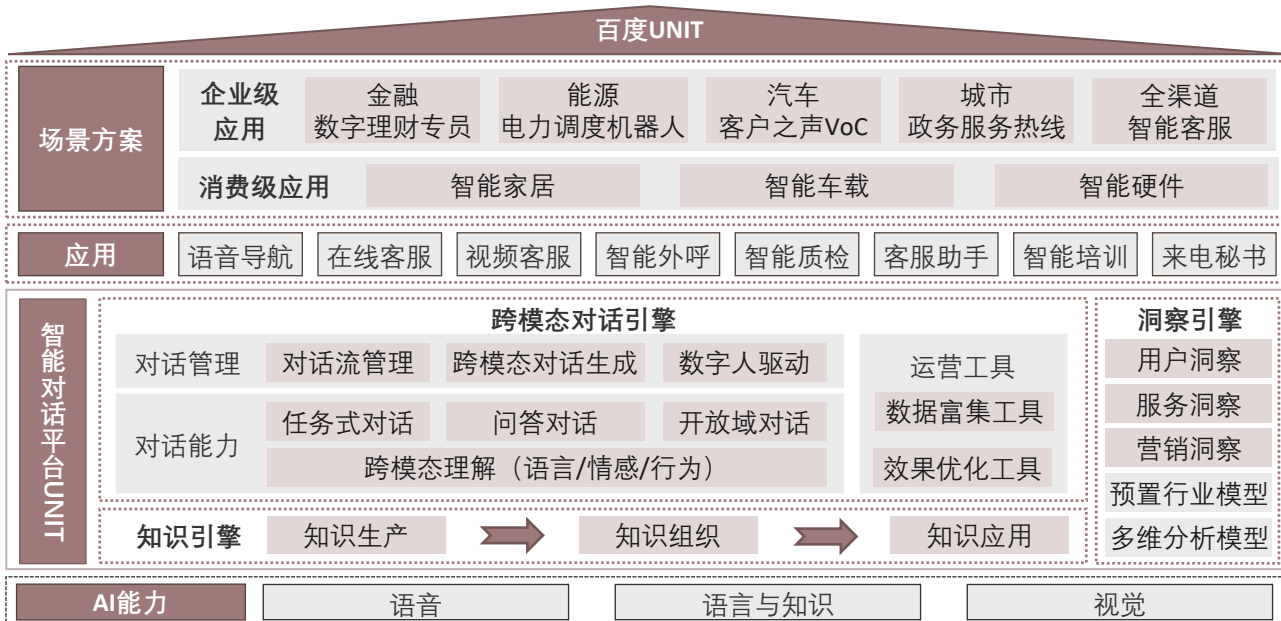 百度UNIT
场景方案
企业级
应用
金融
数字理财专员
能源
电力调度机器人
汽车
客户之声VoC
城市
政务服务热线
全渠道
智能客服
消费级应用
智能家居
智能车载
智能硬件
应用
语音导航
在线客服
视频客服
智能外呼
智能质检
客服助手
智能培训
来电秘书
智能对话平台UNIT
跨模态对话引擎
对话管理
对话流管理
跨模态对话生成
数字人驱动
对话能力
任务式对话
问答对话
开放域对话
跨模态理解（语言/情感/行为）
运营工具
数据富集工具
效果优化工具
知识引擎
知识生产
知识组织
知识应用
洞察引擎
用户洞察
服务洞察
营销洞察
预置行业模型
多维分析模型
AI能力
语音
语言与知识
视觉